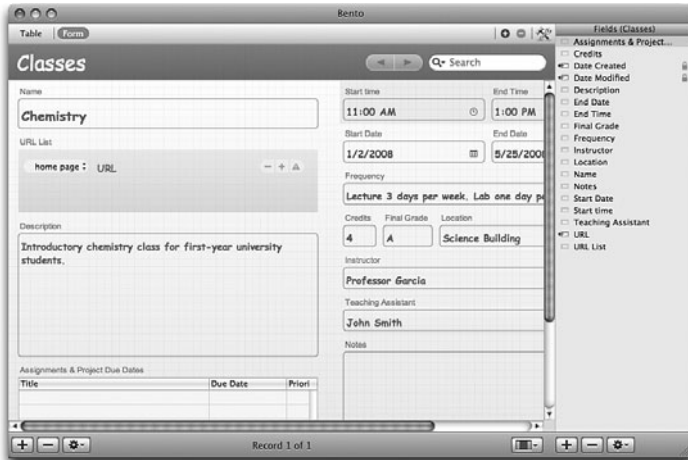 Bento
Table Form
Classes
Search
Name
Chemistry
URL List
home page URL
Description
Introductory chemistry class for first-year university
students.
Assignments & Project Due Dates
Title Due Date Priori
Start time End Time
11:00 AM 1:00 PM
Start Date End Date
1/2/2008 5/25/200
Frequency
Lecture 3 days per week. Lab one day pe
Credits Final Grade Location
4 A Science Building
Instructor
Professor Garcia
Teaching Assistant
John Smith
Notes
Record 1 of 1
Fields (Classes)
Assignments & Project...
Credits
Date Created
Date Modified
Description
End Date
End Time
Final Grade
Frequency
Instructor
Location
Name
Notes
Start Date
Start time
Teaching Assistant
URL
URL List